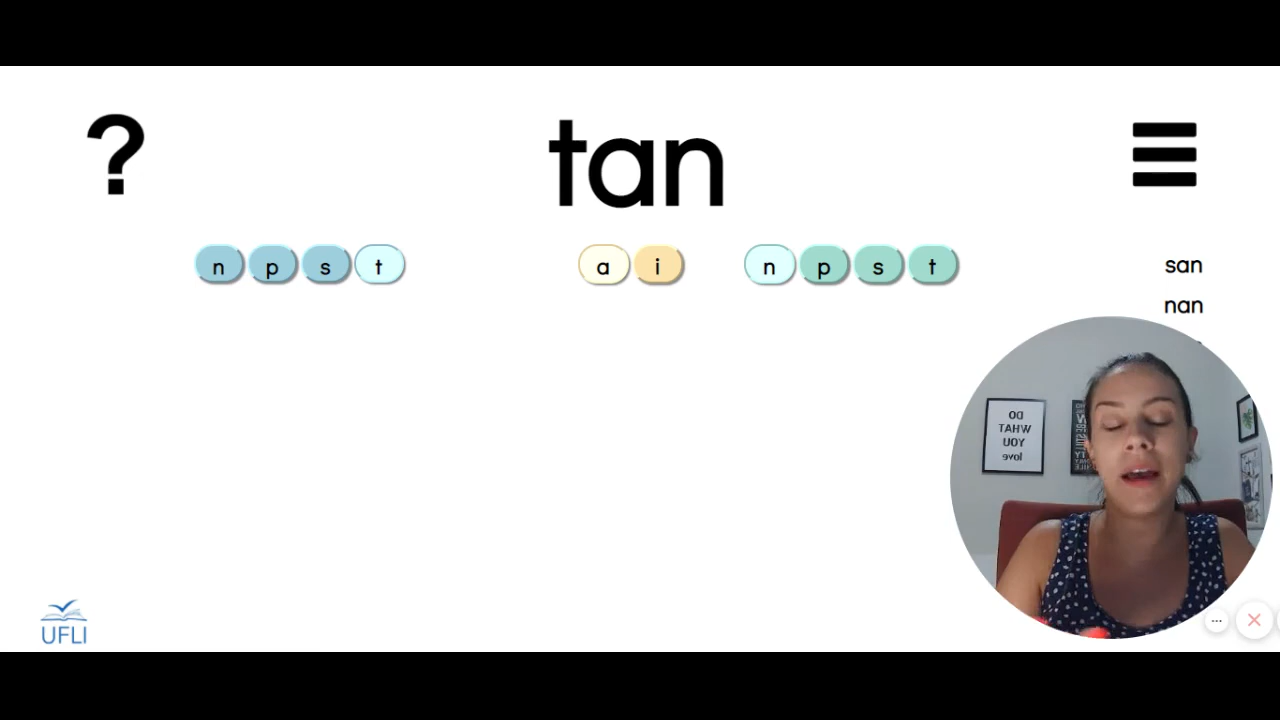 ? tan
n p s t a i n p s t
san
nan
DO
WHAT
YOU
love
UFLI